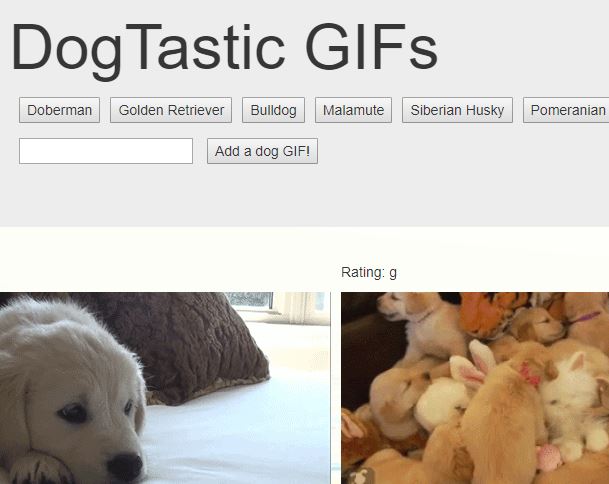 DogTastic GIFs
Doberman Golden Retriever Bulldog Malamute Siberian Husky Pomeranian
Add a dog GIF!
Rating: g